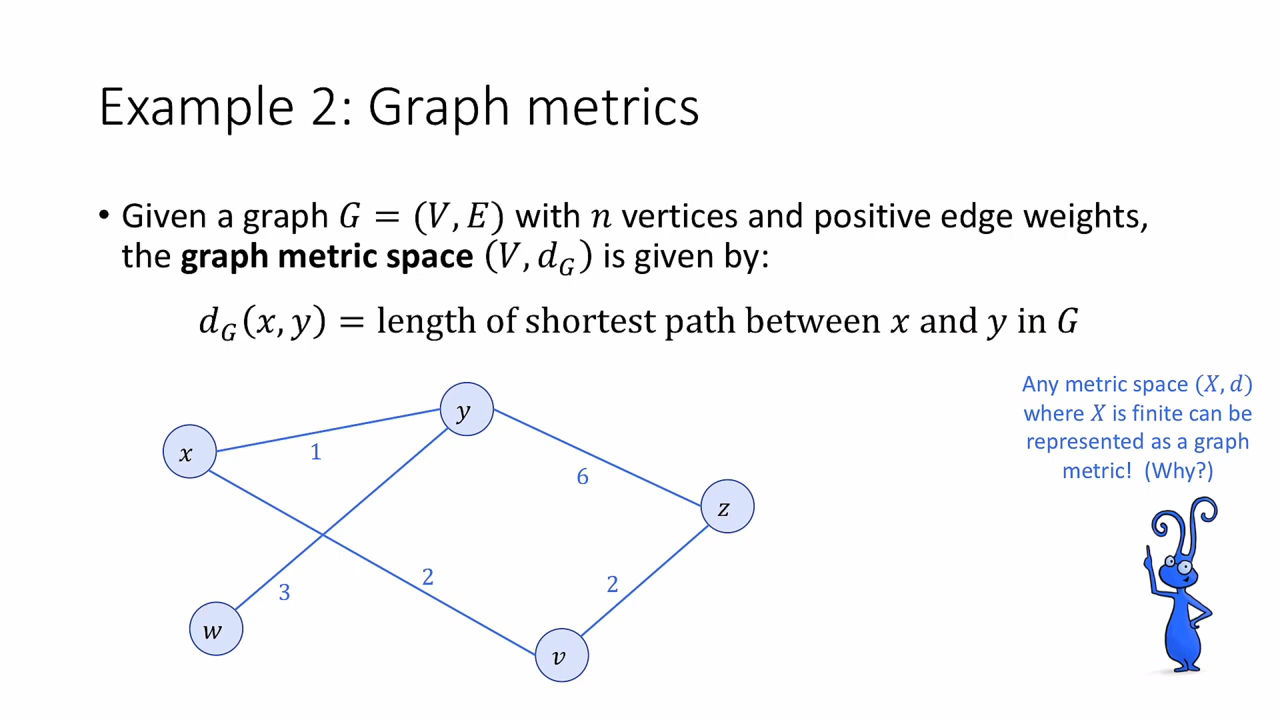 Example 2: Graph metrics
• Given a graph G = (V, E) with n vertices and positive edge weights,
the graph metric space (V, d_G) is given by:
d_G(x, y) = length of shortest path between x and y in G
Any metric space (X, d)
where X is finite can be
represented as a graph
metric! (Why?)
y
x
1
6
z
2
2
3
w
v